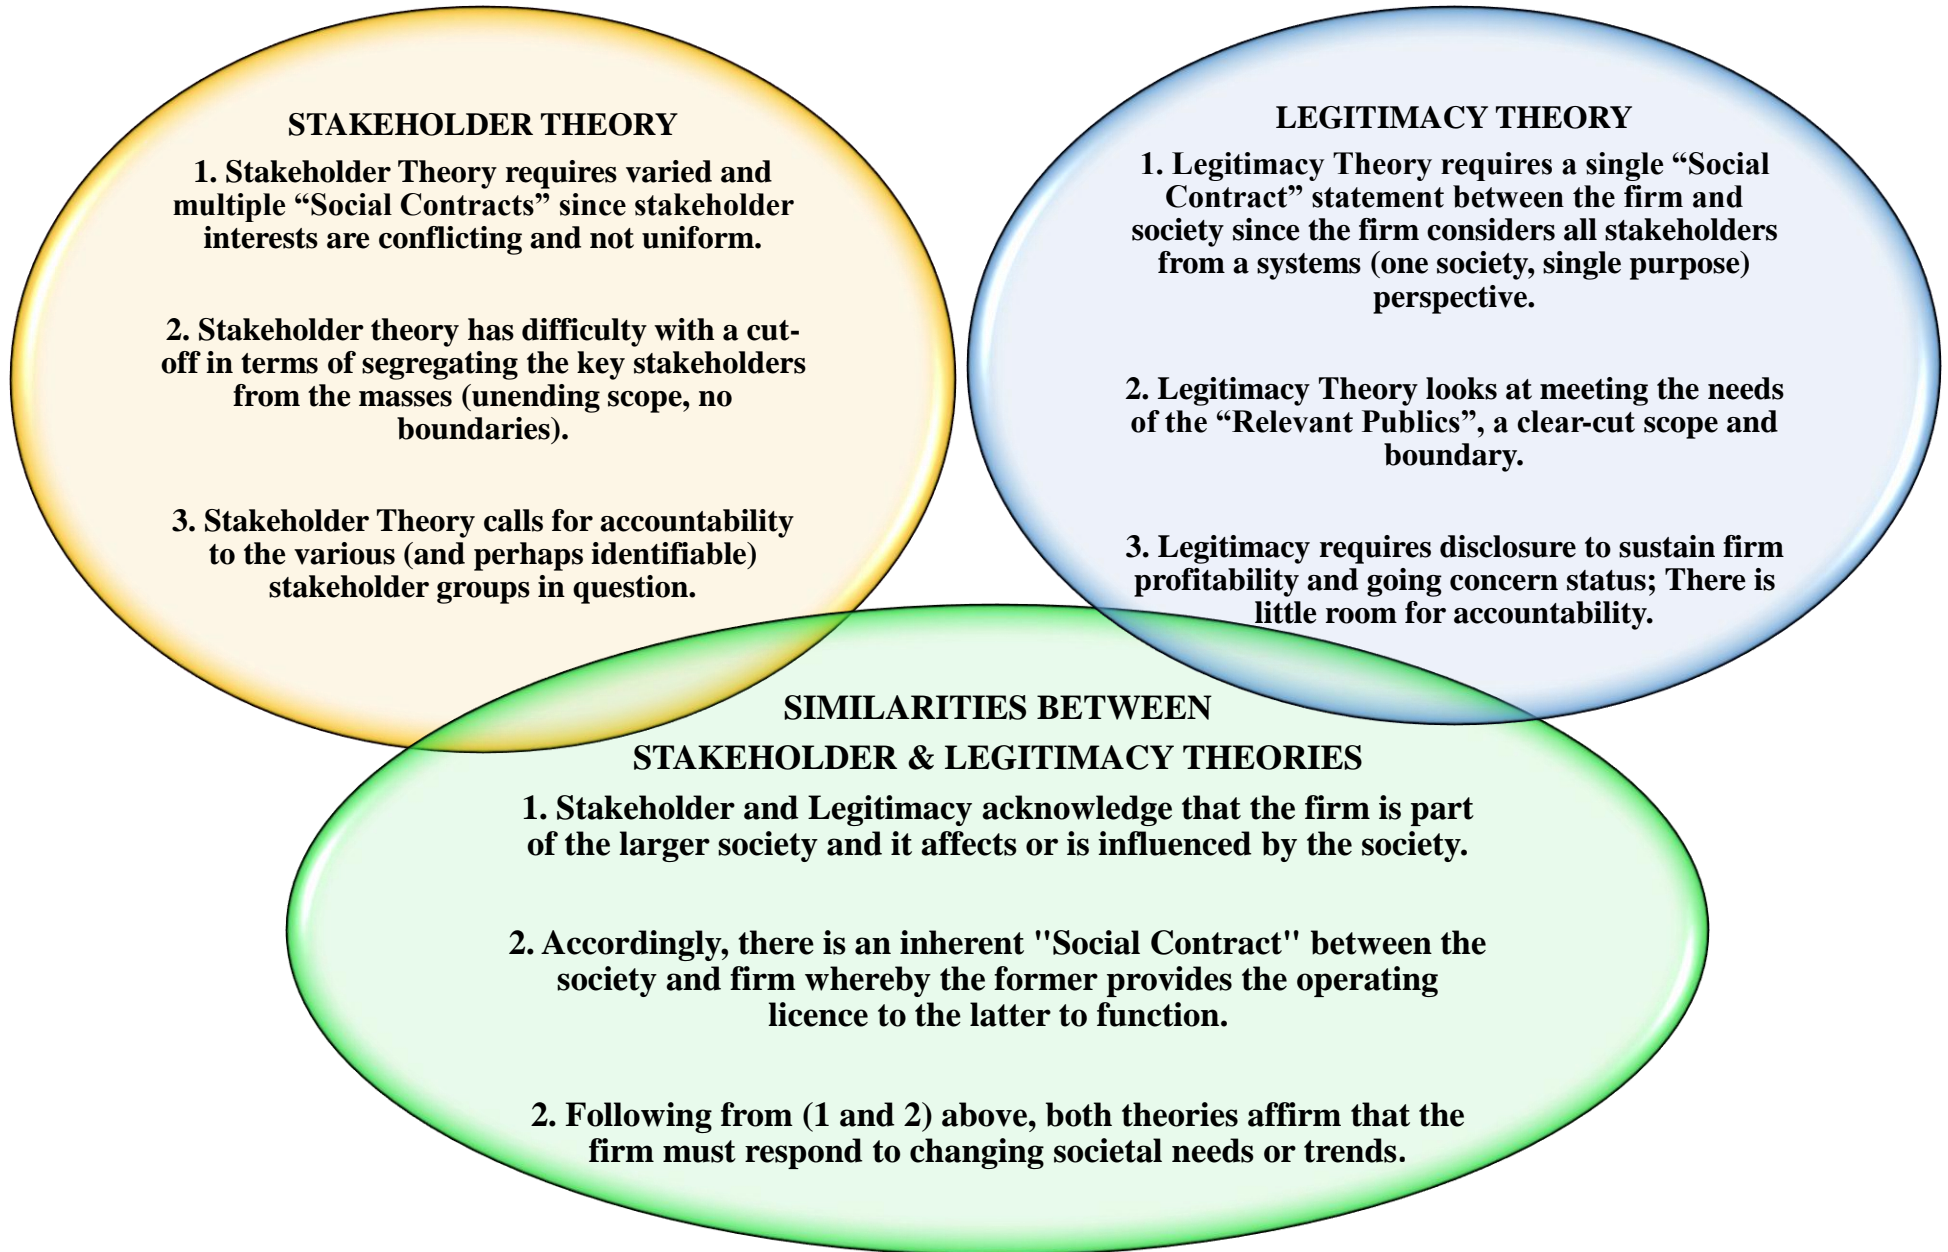 STAKEHOLDER THEORY
1. Stakeholder Theory requires varied and
multiple “Social Contracts” since stakeholder
interests are conflicting and not uniform.
2. Stakeholder theory has difficulty with a cut-
off in terms of segregating the key stakeholders
from the masses (unending scope, no
boundaries).
3. Stakeholder Theory calls for accountability
to the various (and perhaps identifiable)
stakeholder groups in question.
LEGITIMACY THEORY
1. Legitimacy Theory requires a single “Social
Contract” statement between the firm and
society since the firm considers all stakeholders
from a systems (one society, single purpose)
perspective.
2. Legitimacy Theory looks at meeting the needs
of the “Relevant Publics”, a clear-cut scope and
boundary.
3. Legitimacy requires disclosure to sustain firm
profitability and going concern status; There is
little room for accountability.
SIMILARITIES BETWEEN
STAKEHOLDER & LEGITIMACY THEORIES
1. Stakeholder and Legitimacy acknowledge that the firm is part
of the larger society and it affects or is influenced by the society.
2. Accordingly, there is an inherent "Social Contract" between the
society and firm whereby the former provides the operating
licence to the latter to function.
2. Following from (1 and 2) above, both theories affirm that the
firm must respond to changing societal needs or trends.